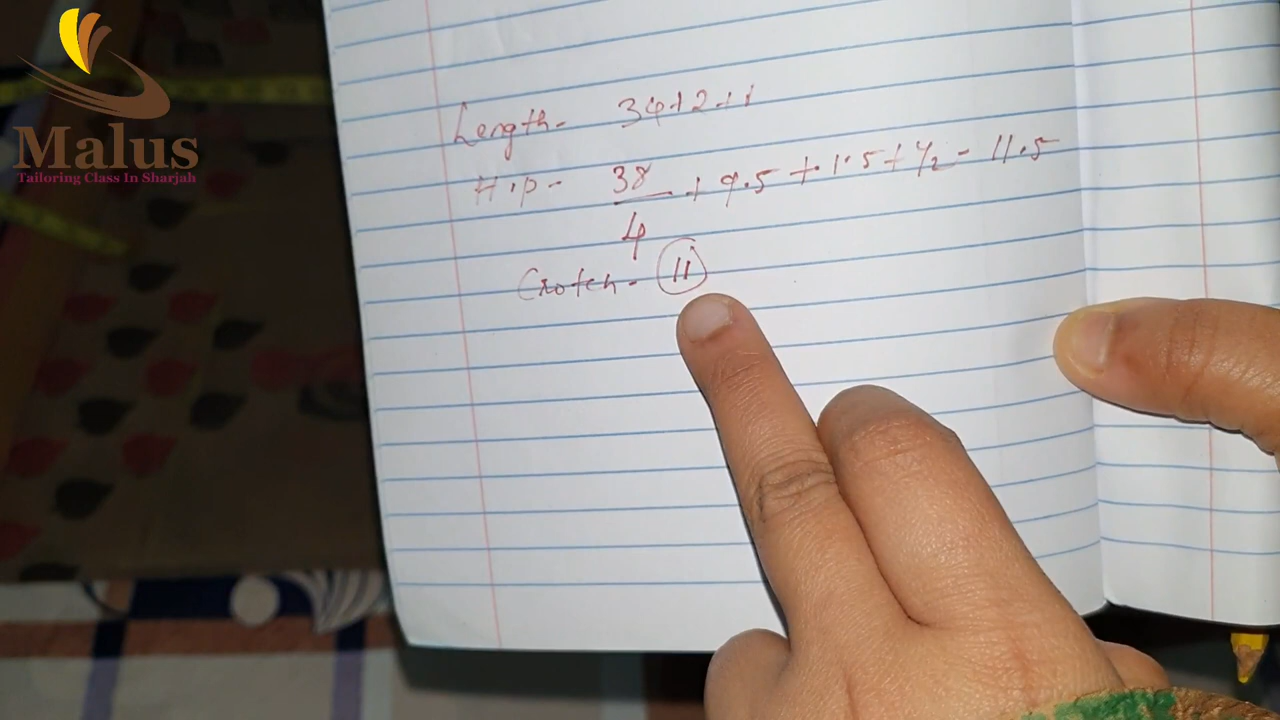 Malus
Tailoring Class In Sharjah
Length - 34+2+1
Hip - 38/4 + 9.5 + 1.5 + 1/2 - 11.5
Crotch - 11